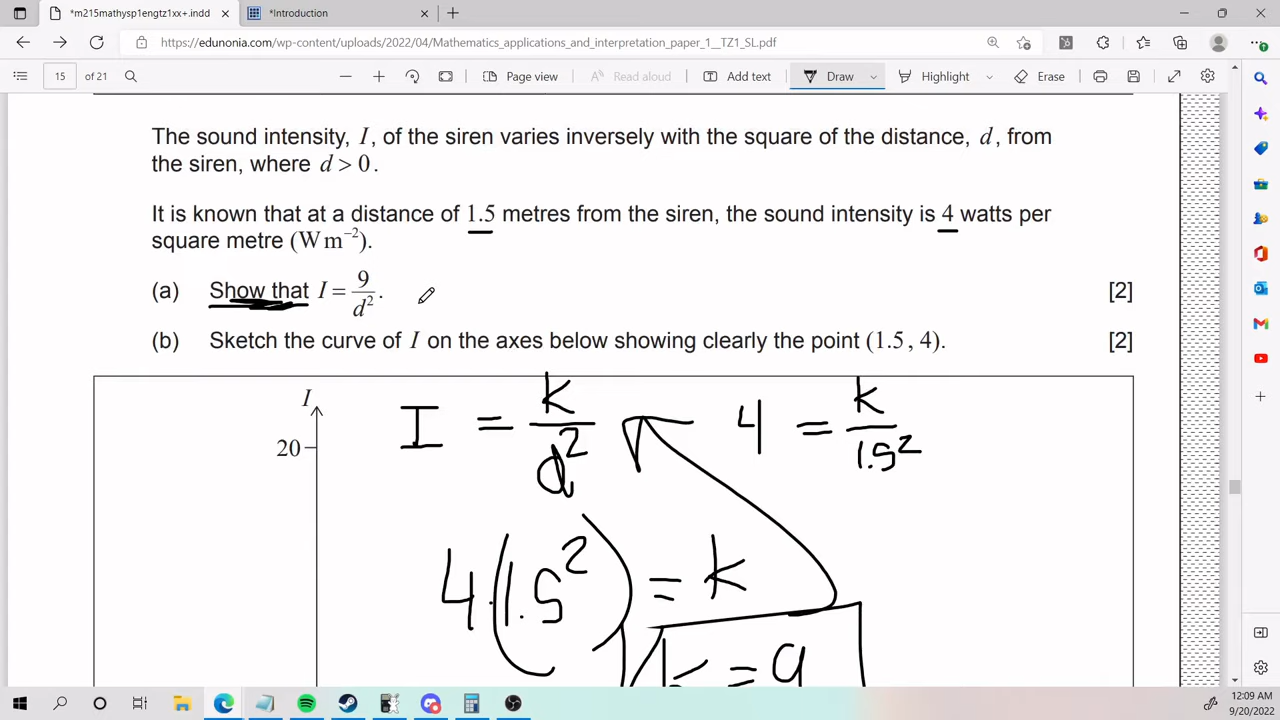 *m215mathysp1engtz1xx+.indd
*Introduction
https://edunonia.com/wp-content/uploads/2022/04/Mathematics_applications_and_interpretation_paper_1__TZ1_SL.pdf
15 of 21
Page view
Read aloud
Add text
Draw
Highlight
Erase
The sound intensity, I, of the siren varies inversely with the square of the distance, d, from
the siren, where d > 0.
It is known that at a distance of 1.5 metres from the siren, the sound intensity is 4 watts per
square metre (W m⁻²).
(a) Show that I = 9/d². [2]
(b) Sketch the curve of I on the axes below showing clearly the point (1.5, 4). [2]
I
20
I = k/d² 4 = k/1.5²
4(1.5²) = k
k = 9
12:09 AM
9/20/2022